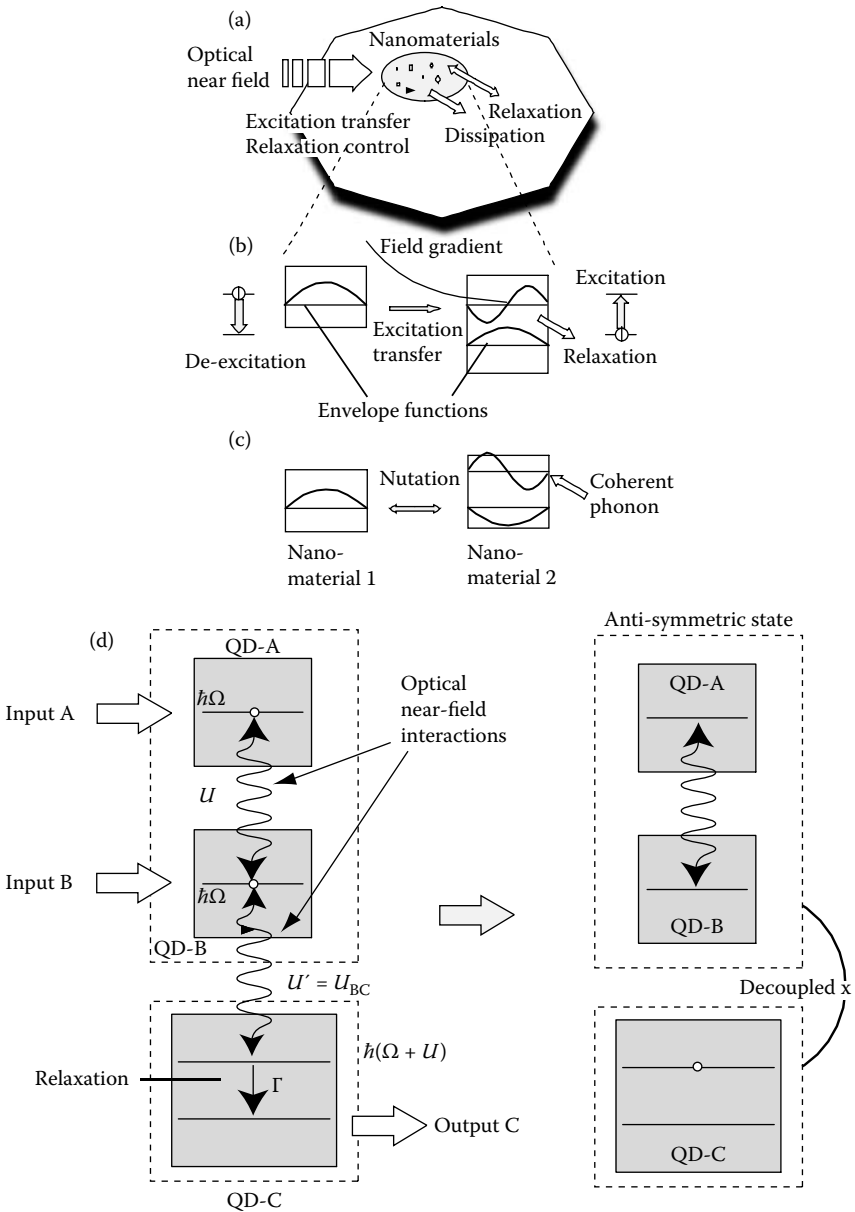 (a)
Nanomaterials
Optical
near field
Relaxation
Excitation transfer
Dissipation
Relaxation control
(b)
Field gradient
Excitation
Excitation
transfer
De-excitation
Relaxation
Envelope functions
(c)
Nutation
Coherent
phonon
Nano-
material 1
Nano-
material 2
(d)
Anti-symmetric state
QD-A
QD-A
ℏΩ
Optical
near-field
interactions
Input A
U
Input B
ℏΩ
QD-B
QD-B
U′ = U_BC
Decoupled x
ℏ(Ω + U)
Relaxation
Γ
Output C
QD-C
QD-C